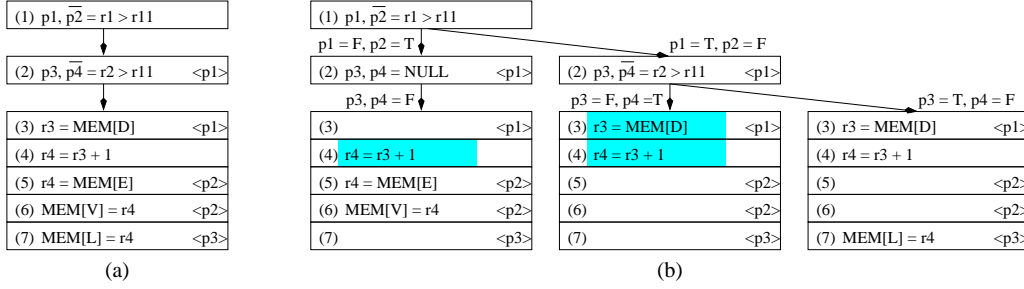 (1) p1, p2 = r1 > r11
(2) p3, p4 = r2 > r11 <p1>
(3) r3 = MEM[D] <p1>
(4) r4 = r3 + 1
(5) r4 = MEM[E] <p2>
(6) MEM[V] = r4 <p2>
(7) MEM[L] = r4 <p3>
(a)
(1) p1, p2 = r1 > r11
p1 = F, p2 = T
p1 = T, p2 = F
(2) p3, p4 = NULL <p1>
(2) p3, p4 = r2 > r11 <p1>
p3, p4 = F
p3 = F, p4 =T
p3 = T, p4 = F
(3) <p1>
(4) r4 = r3 + 1
(5) r4 = MEM[E] <p2>
(6) MEM[V] = r4 <p2>
(7) <p3>
(3) r3 = MEM[D] <p1>
(4) r4 = r3 + 1
(5) <p2>
(6) <p2>
(7) <p3>
(3) r3 = MEM[D] <p1>
(4) r4 = r3 + 1
(5) <p2>
(6) <p2>
(7) MEM[L] = r4 <p3>
(b)